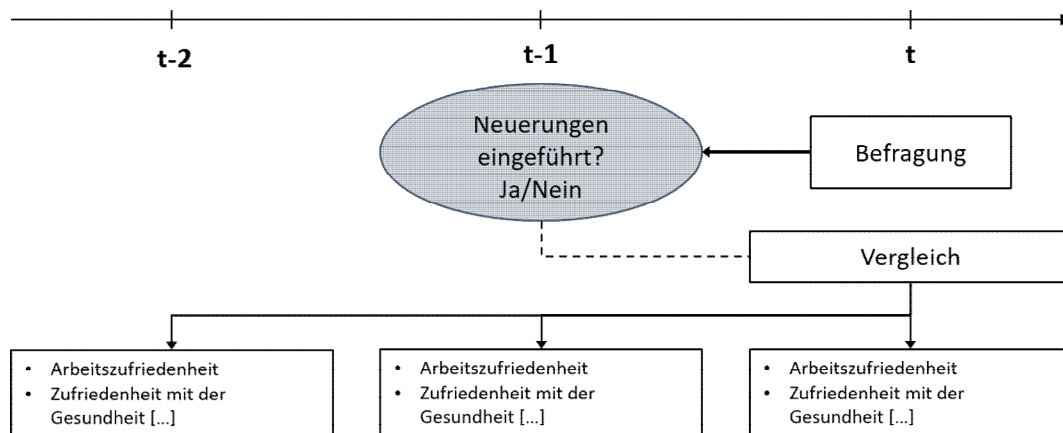 t-2
t-1
t
Neuerungen
eingeführt?
Ja/Nein
Befragung
Vergleich
• Arbeitszufriedenheit
• Zufriedenheit mit der
Gesundheit [...]
• Arbeitszufriedenheit
• Zufriedenheit mit der
Gesundheit [...]
• Arbeitszufriedenheit
• Zufriedenheit mit der
Gesundheit [...]